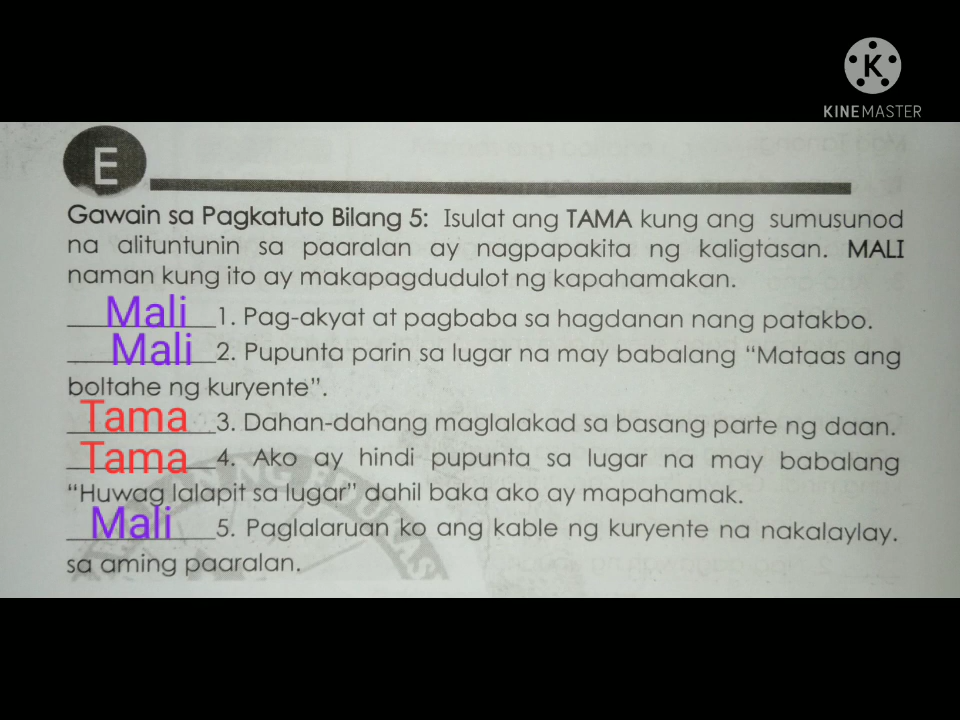 K
KINEMASTER
E
Gawain sa Pagkatuto Bilang 5: Isulat ang TAMA kung ang sumusunod
na alituntunin sa paaralan ay nagpapakita ng kaligtasan. MALI
naman kung ito ay makapagdudulot ng kapahamakan.
Mali 1. Pag-akyat at pagbaba sa hagdanan nang patakbo.
Mali 2. Pupunta parin sa lugar na may babalang “Mataas ang
boltahe ng kuryente”.
Tama 3. Dahan-dahang maglalakad sa basang parte ng daan.
Tama 4. Ako ay hindi pupunta sa lugar na may babalang
“Huwag lalapit sa lugar” dahil baka ako ay mapahamak.
Mali 5. Paglalaruan ko ang kable ng kuryente na nakalaylay.
sa aming paaralan.